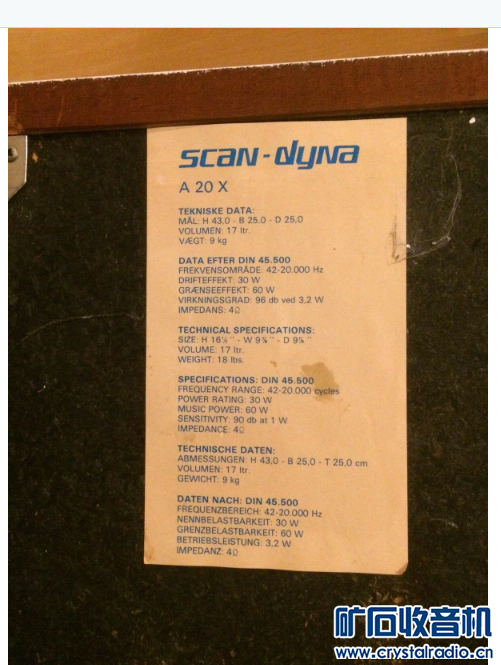 scan-dyna
A 20 X
TEKNISKE DATA:
MÅL: H 43,0 - B 25,0 - D 25,0
VOLUMEN: 17 ltr.
VÆGT: 9 kg
DATA EFTER DIN 45.500
FREKVENSOMRÅDE: 42-20.000 Hz
DRIFTEFFEKT: 30 W
GRÆNSEEFFEKT: 60 W
VIRKNINGSGRAD: 96 db ved 3,2 W
IMPEDANS: 4Ω
TECHNICAL SPECIFICATIONS:
SIZE: H 16⅞" - W 9¾" - D 9¾"
VOLUME: 17 ltr.
WEIGHT: 18 lbs.
SPECIFICATIONS: DIN 45.500
FREQUENCY RANGE: 42-20.000 cycles
POWER RATING: 30 W
MUSIC POWER: 60 W
SENSITIVITY: 90 db at 1 W
IMPEDANCE: 4Ω
TECHNISCHE DATEN:
ABMESSUNGEN: H 43,0 - B 25,0 - T 25,0 cm
VOLUMEN: 17 ltr.
GEWICHT: 9 kg
DATEN NACH: DIN 45.500
FREQUENZBEREICH: 42-20.000 Hz
NENNBELASTBARKEIT: 30 W
GRENZBELASTBARKEIT: 60 W
BETRIEBSLEISTUNG: 3,2 W
IMPEDANZ: 4Ω
矿石收音机
www.crystalradio.cn